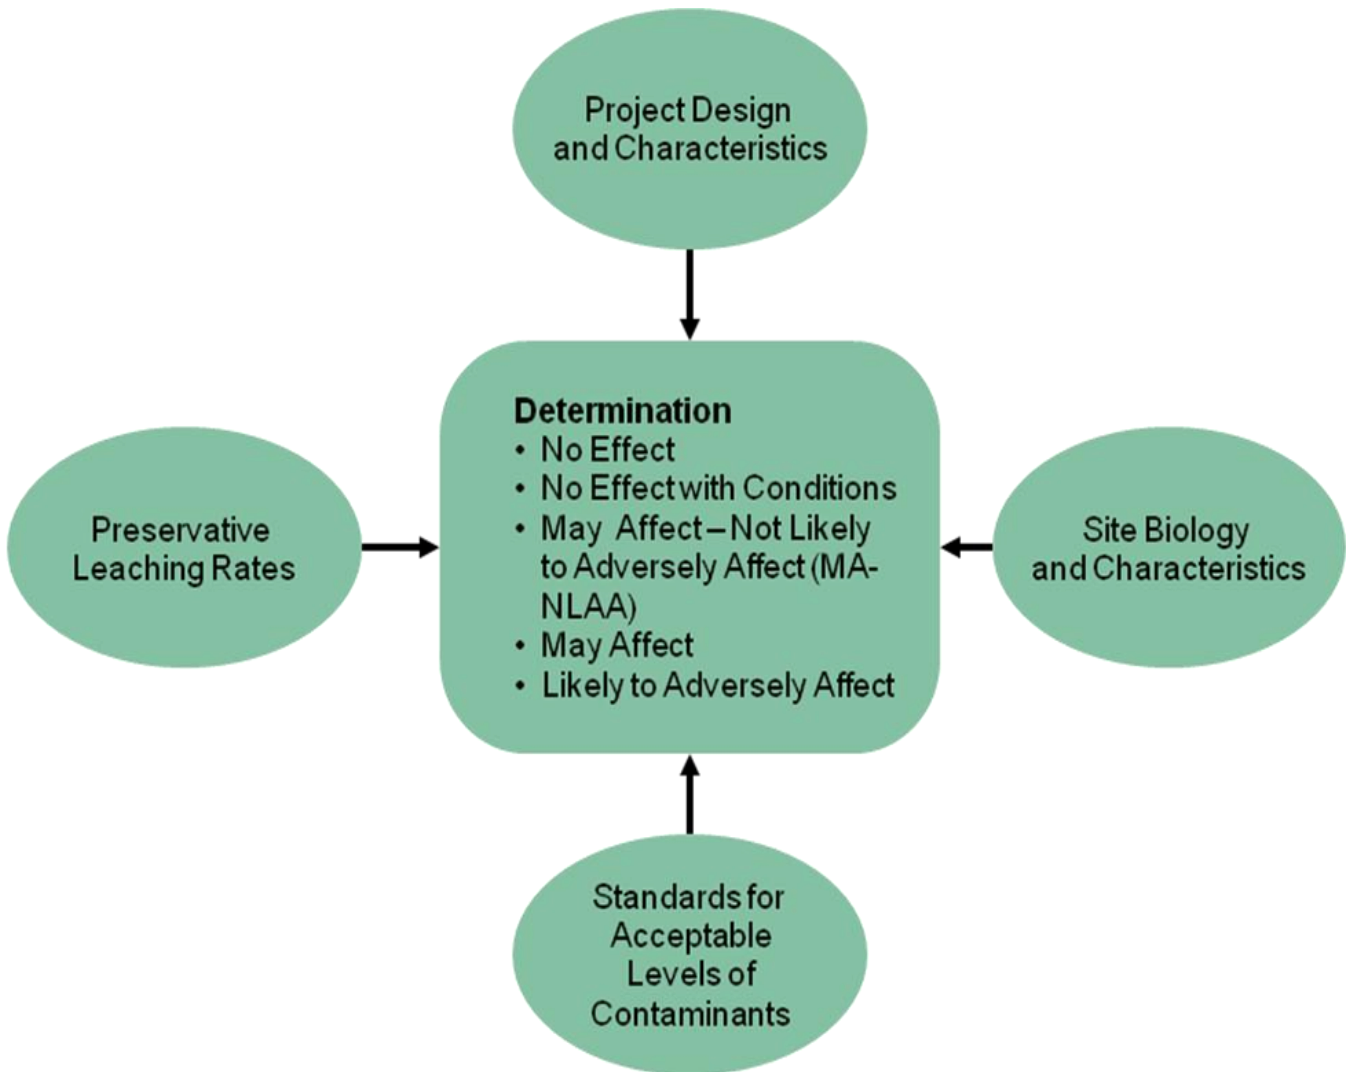 Project Design
and Characteristics
Determination
• No Effect
• No Effect with Conditions
• May Affect – Not Likely
to Adversely Affect (MA-
NLAA)
• May Affect
• Likely to Adversely Affect
Preservative
Leaching Rates
Site Biology
and Characteristics
Standards for
Acceptable
Levels of
Contaminants